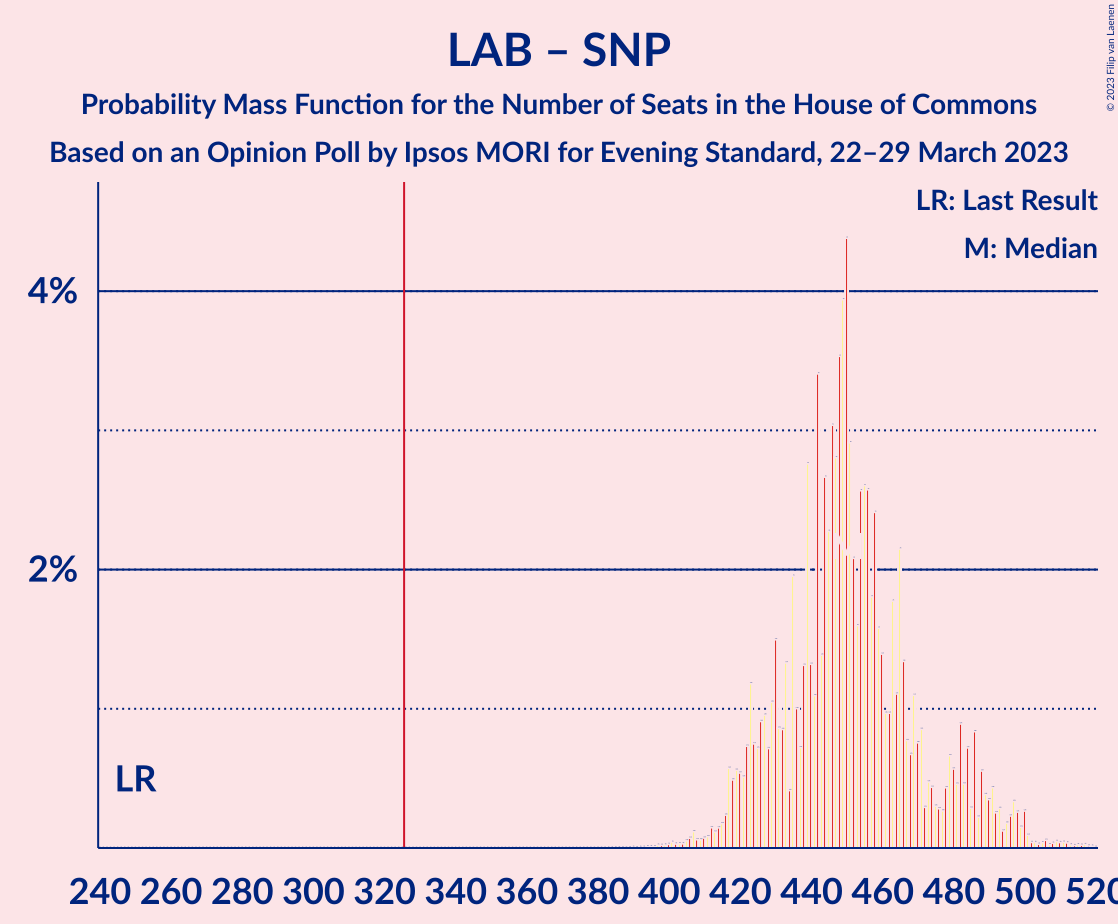 LAB – SNP
Probability Mass Function for the Number of Seats in the House of Commons
Based on an Opinion Poll by Ipsos MORI for Evening Standard, 22–29 March 2023
© 2023 Filip van Laenen
LR: Last Result
M: Median
4%
2%
LR
240 260 280 300 320 340 360 380 400 420 440 460 480 500 520